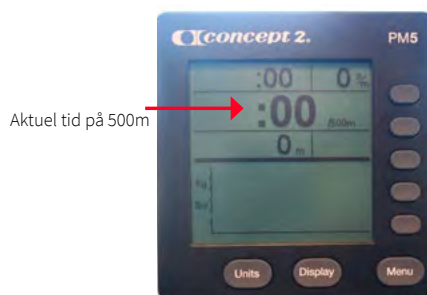 concept 2.
PM5
:00
0 s/m
Aktuel tid på 500m
:00 /500m
0 m
Units
Display
Menu